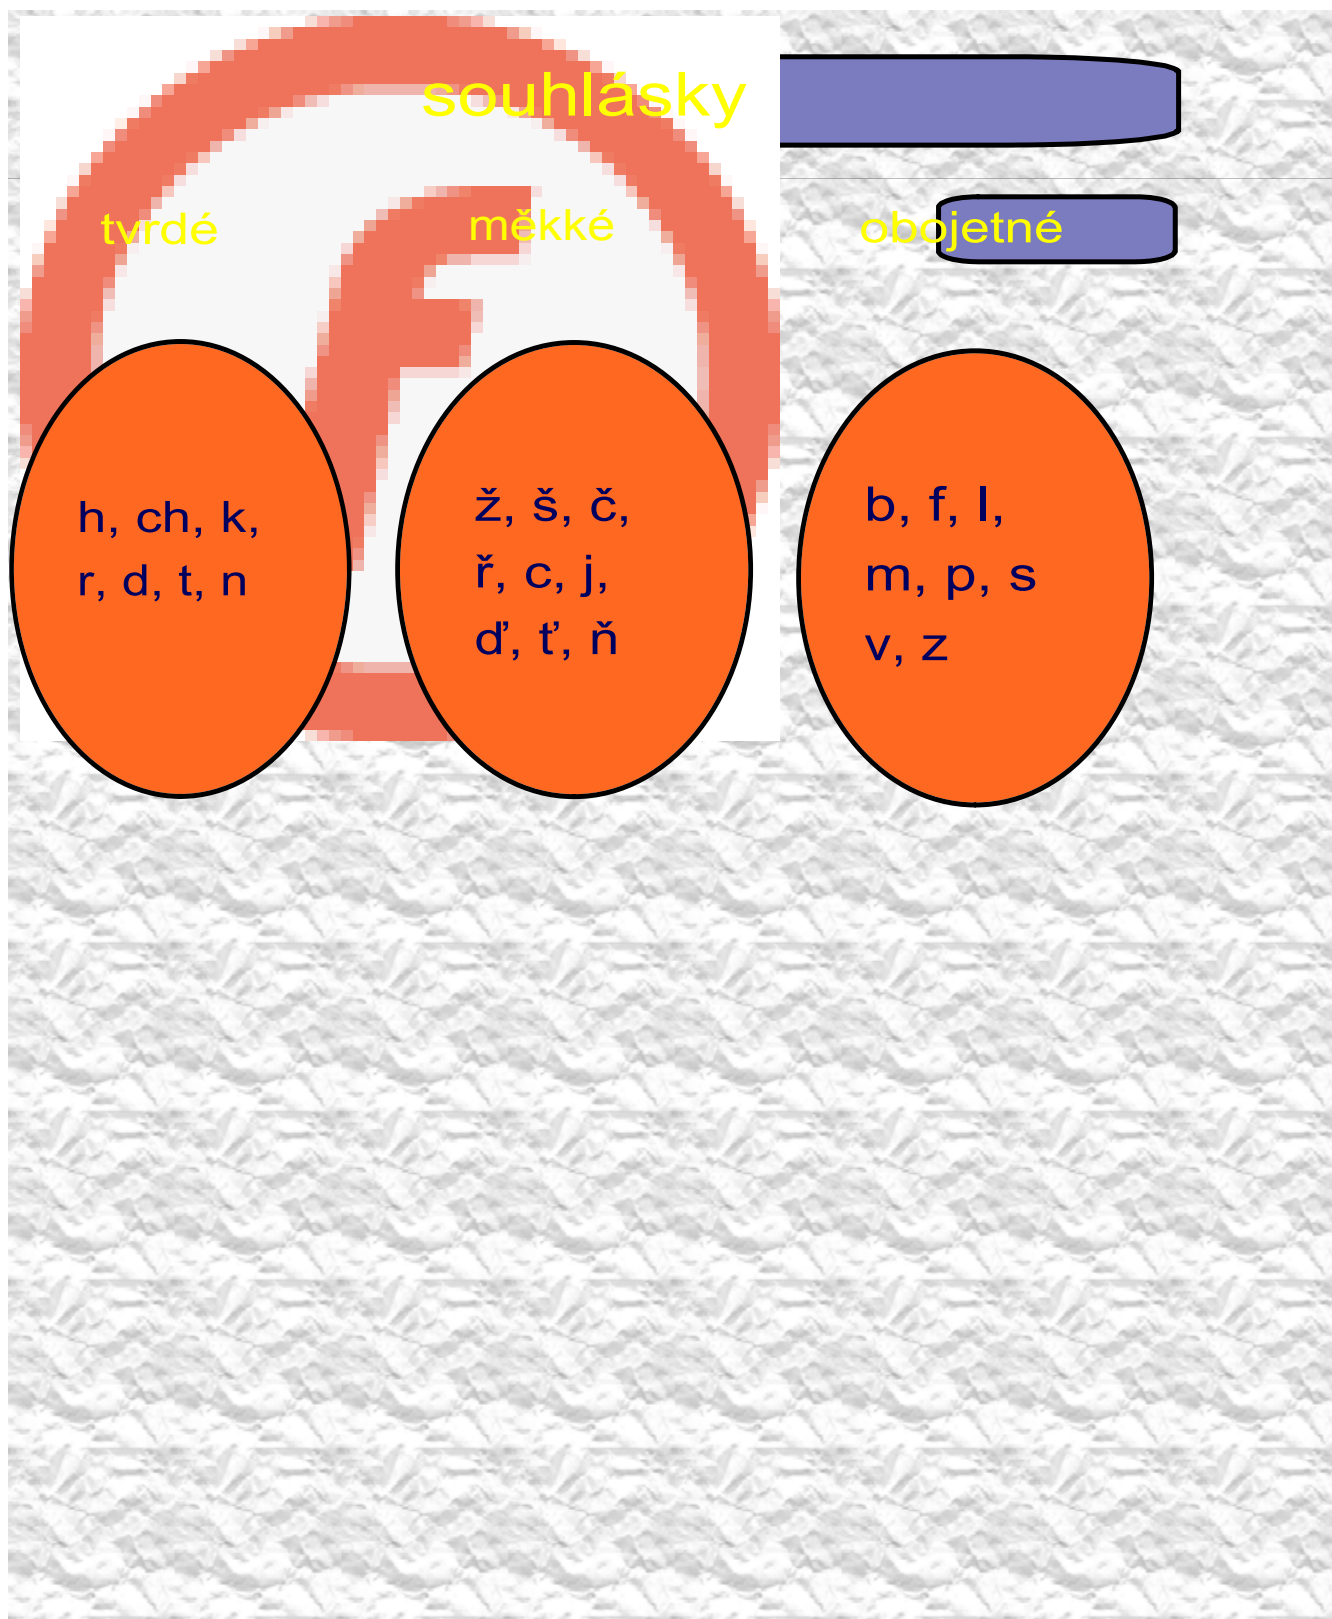 souhlásky
tvrdé
měkké
obojetné
h, ch, k,
r, d, t, n
ž, š, č,
ř, c, j,
ď, ť, ň
b, f, l,
m, p, s
v, z